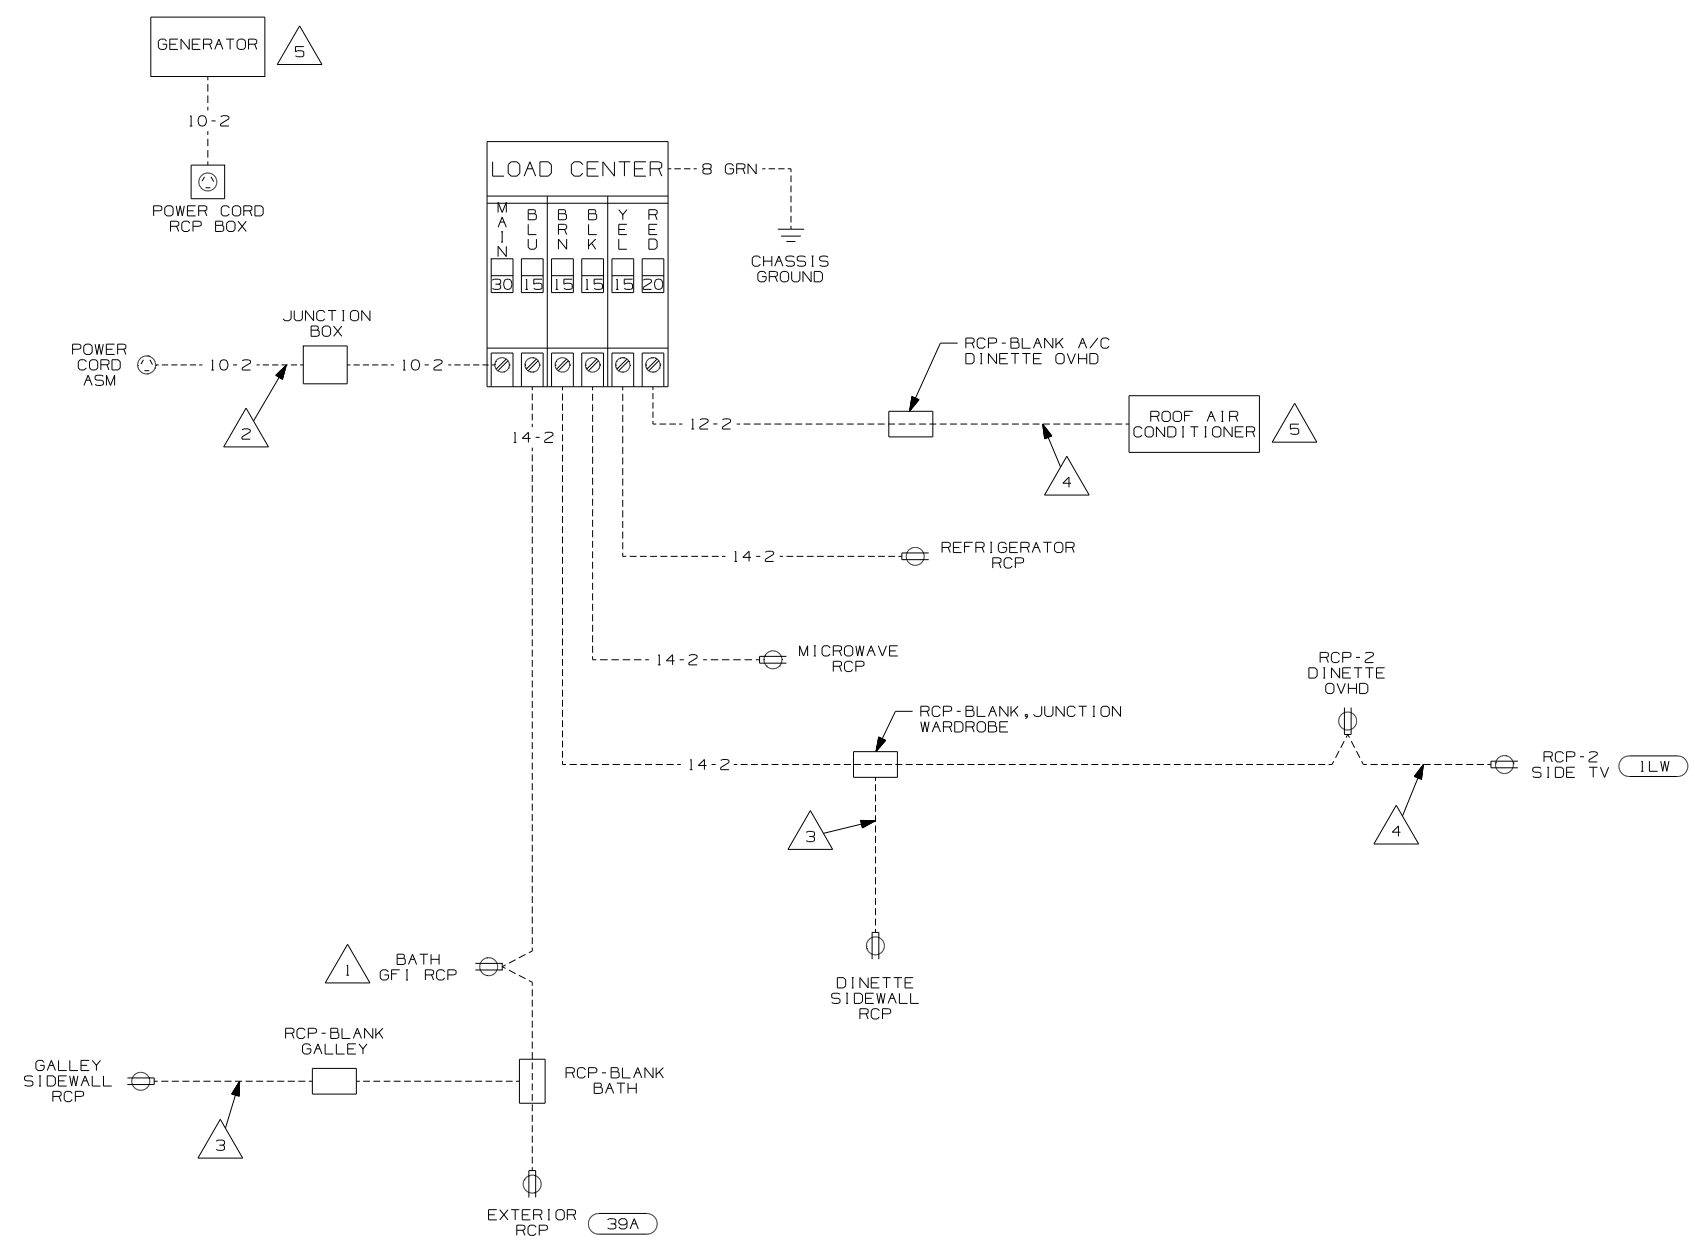 GENERATOR
5
10-2
POWER CORD
RCP BOX
LOAD CENTER
8 GRN
CHASSIS
GROUND
MAIN
BLU
BRN
BLK
YEL
RED
30
15
15
15
15
20
JUNCTION
BOX
POWER
CORD
ASM
10-2
10-2
2
RCP-BLANK A/C
DINETTE OVHD
14-2
12-2
ROOF AIR
CONDITIONER
5
4
14-2
REFRIGERATOR
RCP
14-2
MICROWAVE
RCP
RCP-2
DINETTE
OVHD
RCP-BLANK,JUNCTION
WARDROBE
14-2
RCP-2
SIDE TV
1LW
3
4
1
BATH
GFI RCP
DINETTE
SIDEWALL
RCP
RCP-BLANK
GALLEY
GALLEY
SIDEWALL
RCP
RCP-BLANK
BATH
3
EXTERIOR
RCP
39A